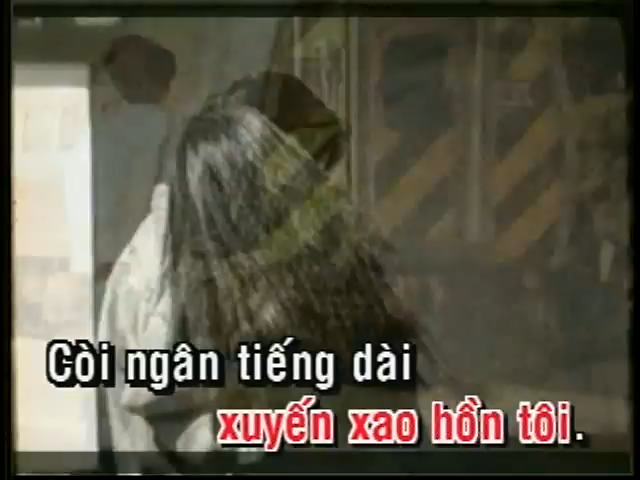 Còi ngân tiếng dài
xuyến xao hồn tôi.